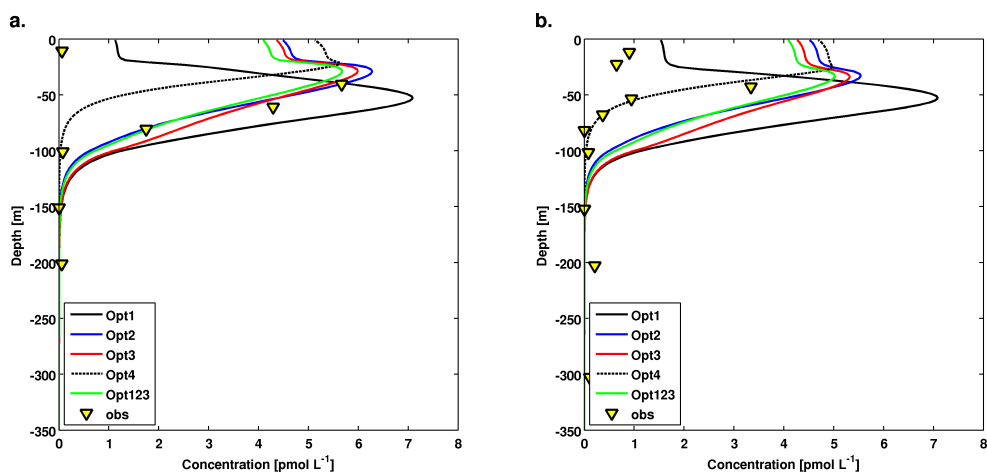 a.
0
-50
-100
-150
-200
-250
-300
-350
Depth [m]
0 1 2 3 4 5 6 7 8
Concentration [pmol L-1]
Opt1
Opt2
Opt3
Opt4
Opt123
obs
b.
0
-50
-100
-150
-200
-250
-300
-350
Depth [m]
0 1 2 3 4 5 6 7 8
Concentration [pmol L-1]
Opt1
Opt2
Opt3
Opt4
Opt123
obs